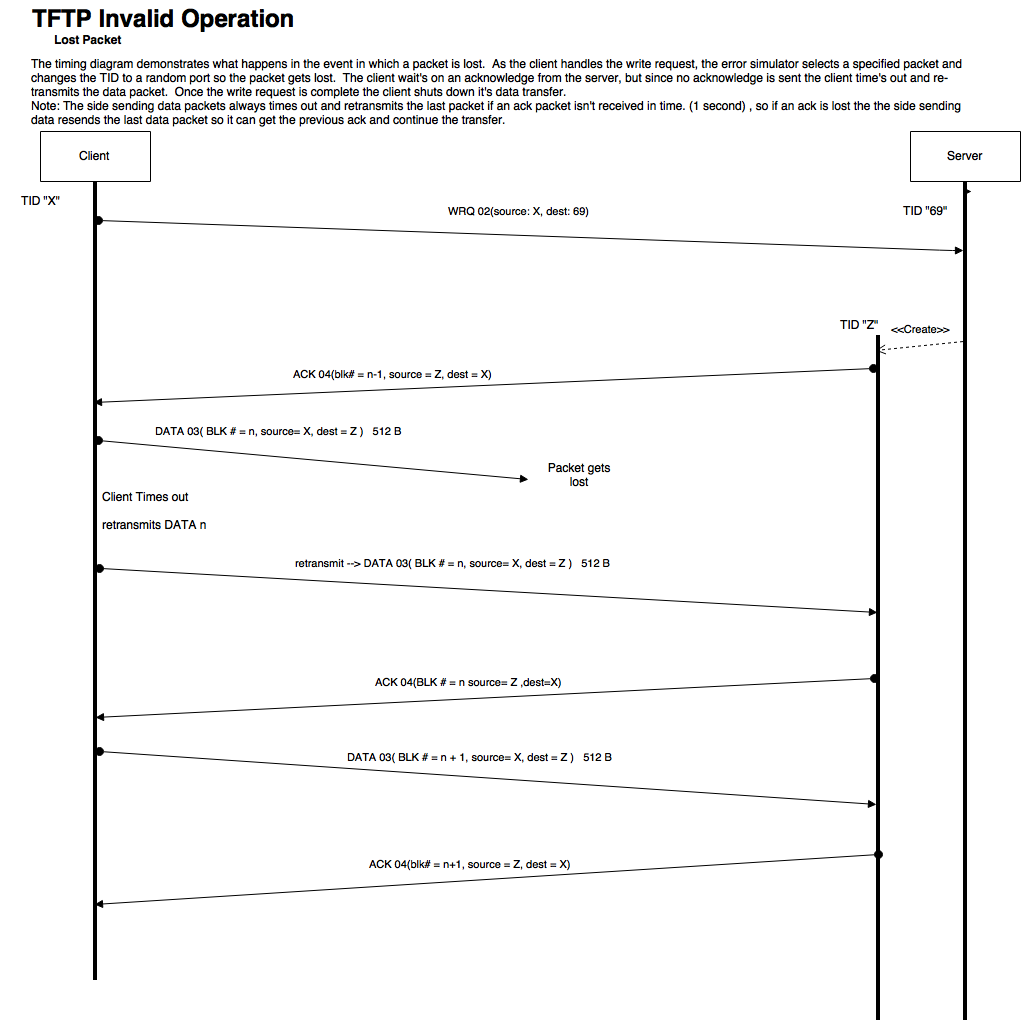 TFTP Invalid Operation
Lost Packet
The timing diagram demonstrates what happens in the event in which a packet is lost.  As the client handles the write request, the error simulator selects a specified packet and
changes the TID to a random port so the packet gets lost.  The client wait's on an acknowledge from the server, but since no acknowledge is sent the client time's out and re-
transmits the data packet.  Once the write request is complete the client shuts down it's data transfer.
Note: The side sending data packets always times out and retransmits the last packet if an ack packet isn't received in time. (1 second) , so if an ack is lost the the side sending
data resends the last data packet so it can get the previous ack and continue the transfer.
Client
Server
TID "X"
WRQ 02(source: X, dest: 69)
TID "69"
TID "Z"
<<Create>>
ACK 04(blk# = n-1, source = Z, dest = X)
DATA 03( BLK # = n, source= X, dest = Z )   512 B
Packet gets
lost
Client Times out
retransmits DATA n
retransmit --> DATA 03( BLK # = n, source= X, dest = Z )   512 B
ACK 04(BLK # = n source= Z ,dest=X)
DATA 03( BLK # = n + 1, source= X, dest = Z )   512 B
ACK 04(blk# = n+1, source = Z, dest = X)